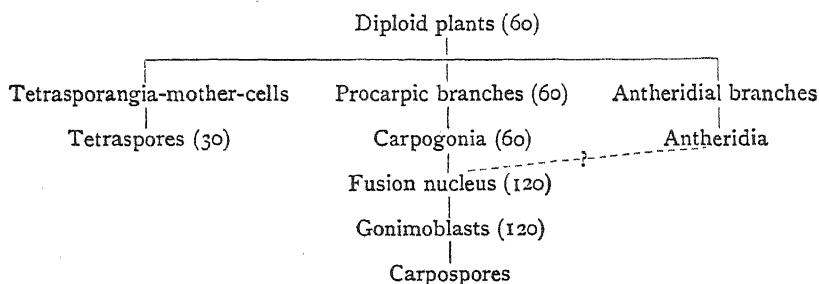 Diploid plants (60)
Tetrasporangia-mother-cells Procarpic branches (60) Antheridial branches
Tetraspores (30) Carpogonia (60) Antheridia
?
Fusion nucleus (120)
Gonimoblasts (120)
Carpospores